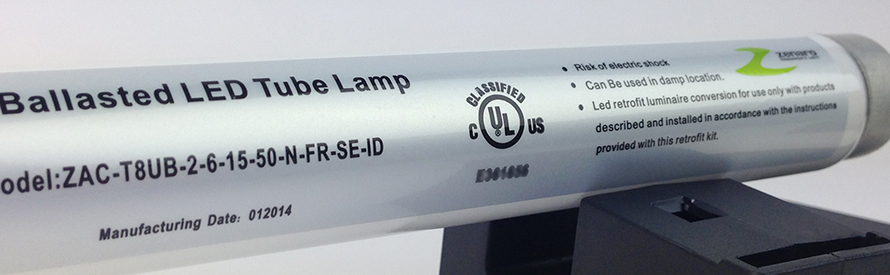 Ballasted LED Tube Lamp
odel:ZAC-T8UB-2-6-15-50-N-FR-SE-ID
Manufacturing Date: 012014
CLASSIFIED
C UL US
• Risk of electric shock
• Can Be used in damp location.
• Led retrofit luminaire conversion for use only with products
described and installed in accordance with the instructions
provided with this retrofit kit.
zenaro